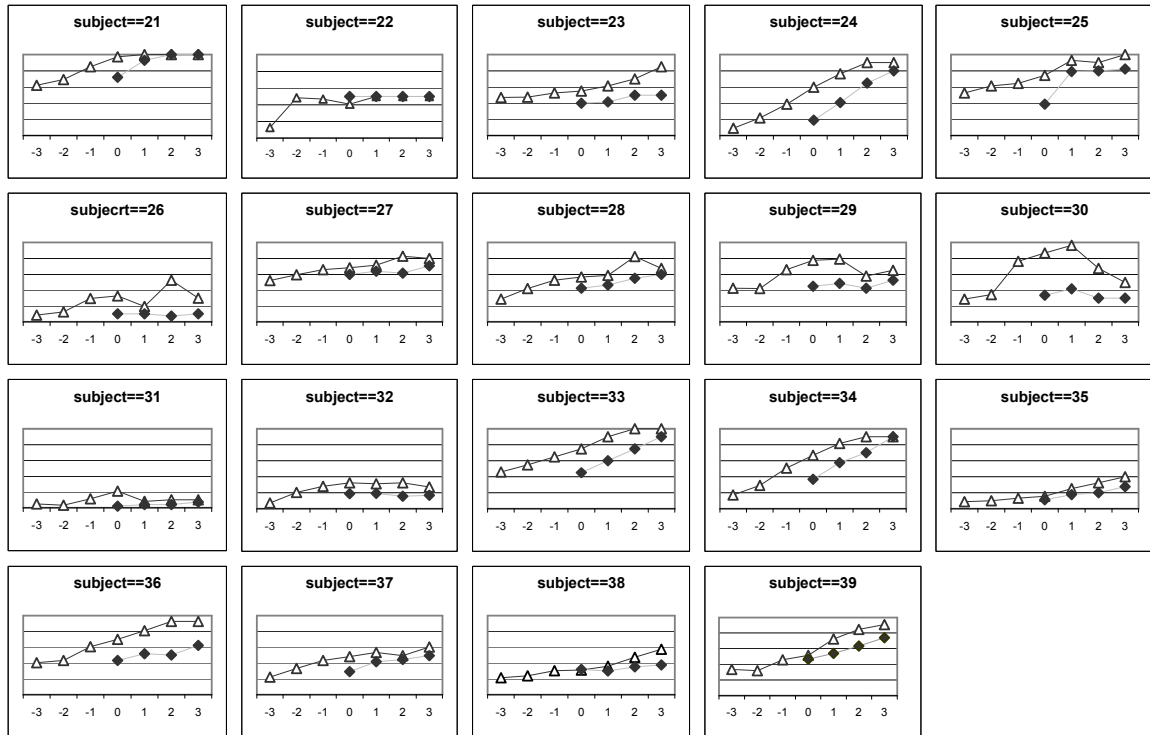 subject==21 subject==22 subject==23 subject==24 subject==25
-3 -2 -1 0 1 2 3 -3 -2 -1 0 1 2 3 -3 -2 -1 0 1 2 3 -3 -2 -1 0 1 2 3 -3 -2 -1 0 1 2 3
subjecrt==26 subject==27 subject==28 subject==29 subject==30
-3 -2 -1 0 1 2 3 -3 -2 -1 0 1 2 3 -3 -2 -1 0 1 2 3 -3 -2 -1 0 1 2 3 -3 -2 -1 0 1 2 3
subject==31 subject==32 subject==33 subject==34 subject==35
-3 -2 -1 0 1 2 3 -3 -2 -1 0 1 2 3 -3 -2 -1 0 1 2 3 -3 -2 -1 0 1 2 3 -3 -2 -1 0 1 2 3
subject==36 subject==37 subject==38 subject==39
-3 -2 -1 0 1 2 3 -3 -2 -1 0 1 2 3 -3 -2 -1 0 1 2 3 -3 -2 -1 0 1 2 3